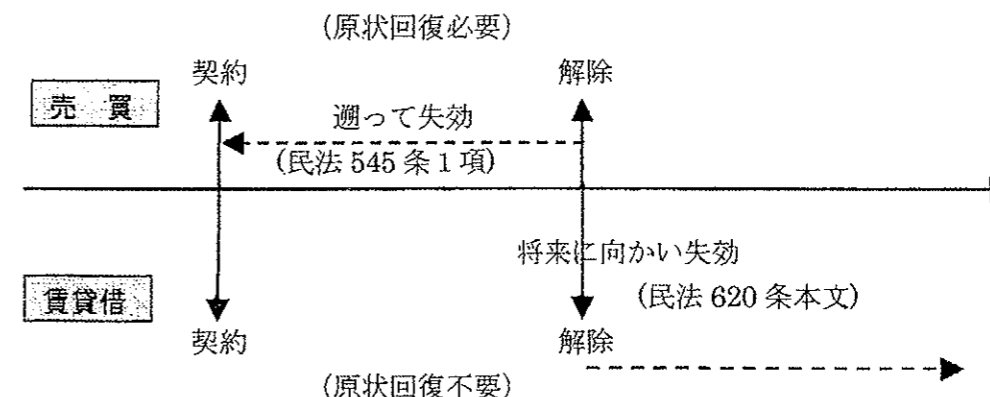 (原状回復必要)
契約
解除
売 買
遡って失効
(民法 545 条 1 項)
将来に向かい失効
賃貸借
(民法 620 条本文)
契約
解除
(原状回復不要)